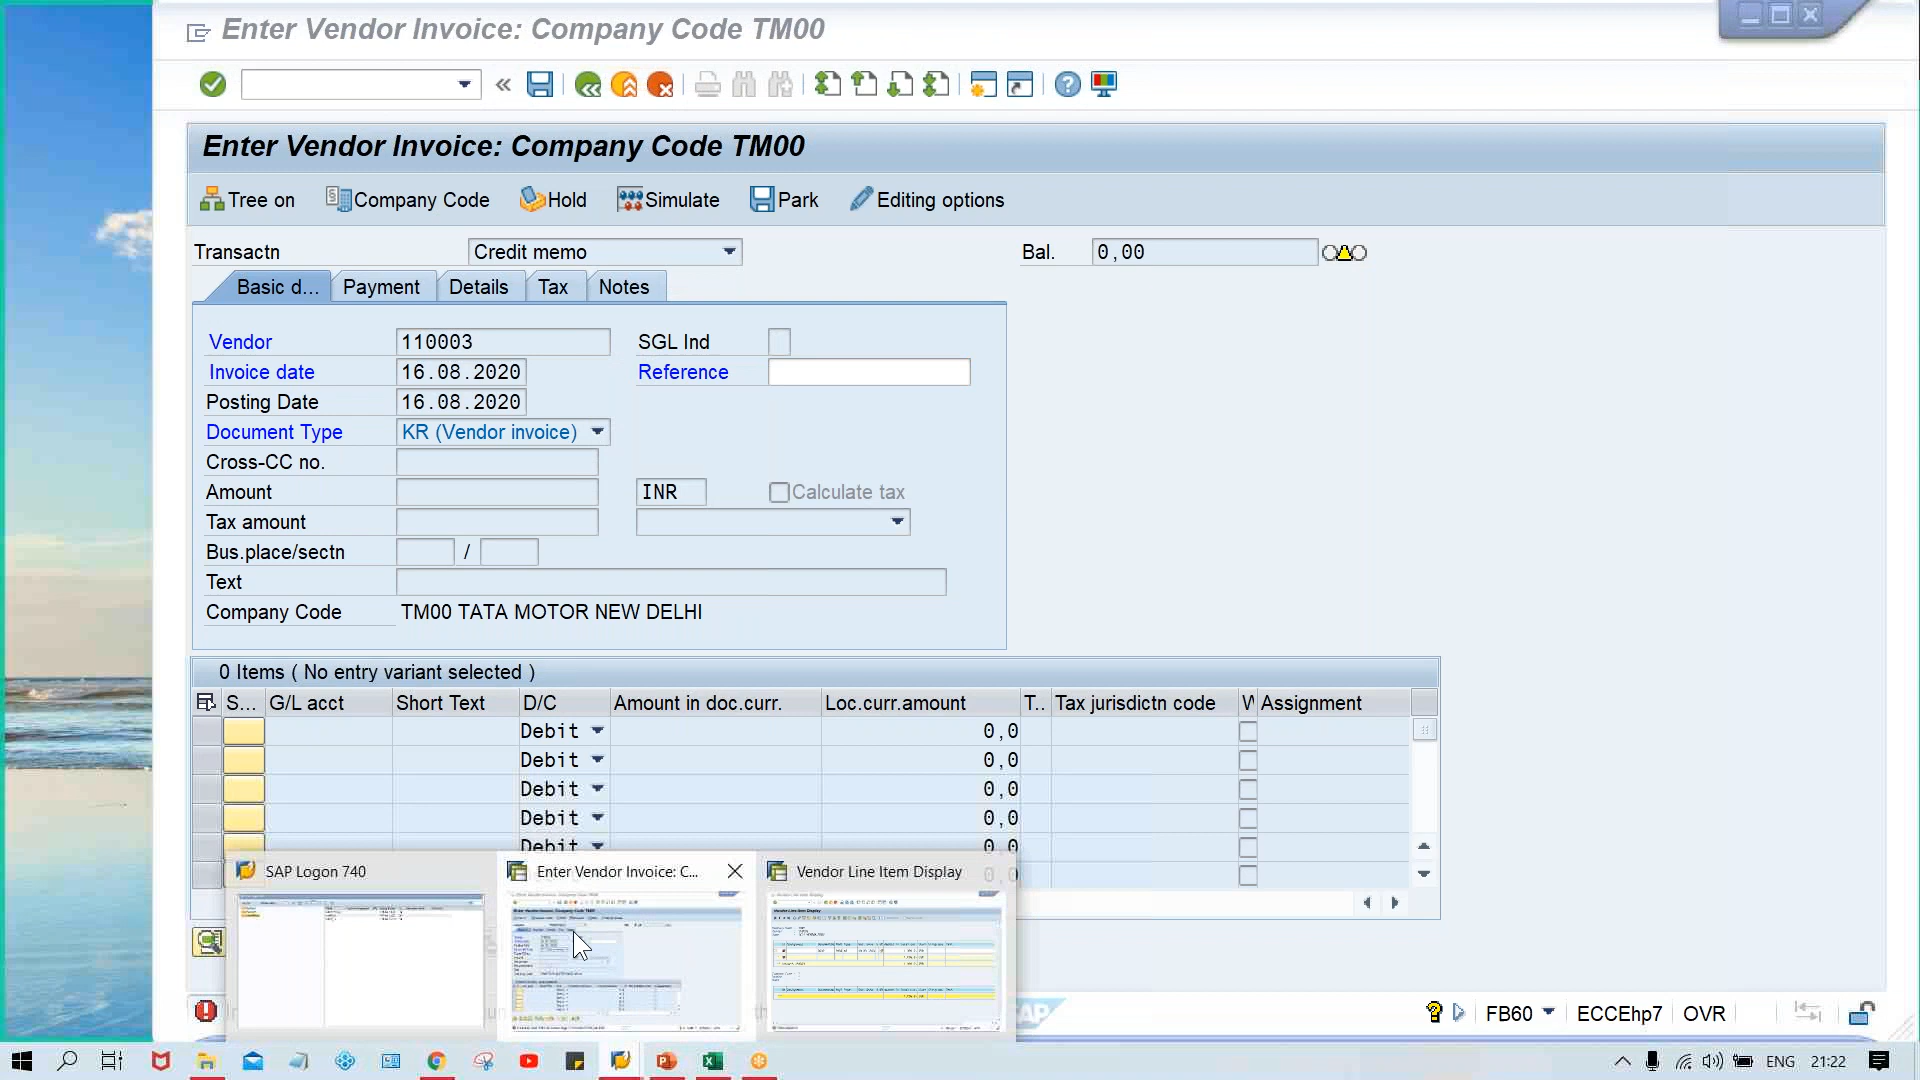 Enter Vendor Invoice: Company Code TM00
Enter Vendor Invoice: Company Code TM00
Tree on Company Code Hold Simulate Park Editing options
Transactn Credit memo Bal. 0,00
Basic d... Payment Details Tax Notes
Vendor 110003 SGL Ind
Invoice date 16.08.2020 Reference
Posting Date 16.08.2020
Document Type KR (Vendor invoice)
Cross-CC no.
Amount INR Calculate tax
Tax amount
Bus.place/sectn /
Text
Company Code TM00 TATA MOTOR NEW DELHI
0 Items ( No entry variant selected )
S... G/L acct Short Text D/C Amount in doc.curr. Loc.curr.amount T.. Tax jurisdictn code W Assignment
Debit 0,0
Debit 0,0
Debit 0,0
Debit 0,0
Debit 0,0
SAP Logon 740 Enter Vendor Invoice: C... Vendor Line Item Display 0,0
FB60 ECCEhp7 OVR
ENG 21:22